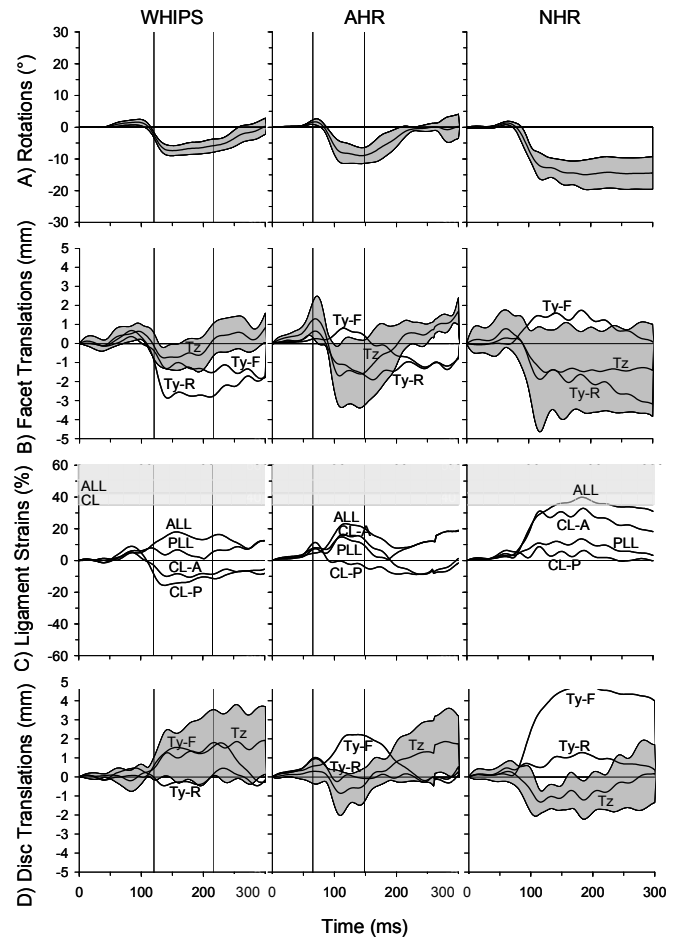 WHIPS AHR NHR
A) Rotations (°)
30
20
10
0
-10
-20
-30
B) Facet Translations (mm)
5
4
3
2
1
0
-1
-2
-3
-4
-5
Tz Ty-F Ty-R
Ty-F Tz Ty-R
Ty-F Tz Ty-R
C) Ligament Strains (%)
60
40
20
0
-20
-40
-60
ALL
CL
ALL
PLL
CL-A
CL-P
ALL
CL-A
PLL
CL-P
ALL
CL-A
PLL
CL-P
D) Disc Translations (mm)
5
4
3
2
1
0
-1
-2
-3
-4
-5
Ty-F Tz
Ty-R
Ty-F Tz
Ty-R
Ty-F
Ty-R
Tz
0 100 200 300 0 100 200 300 0 100 200 300
Time (ms)